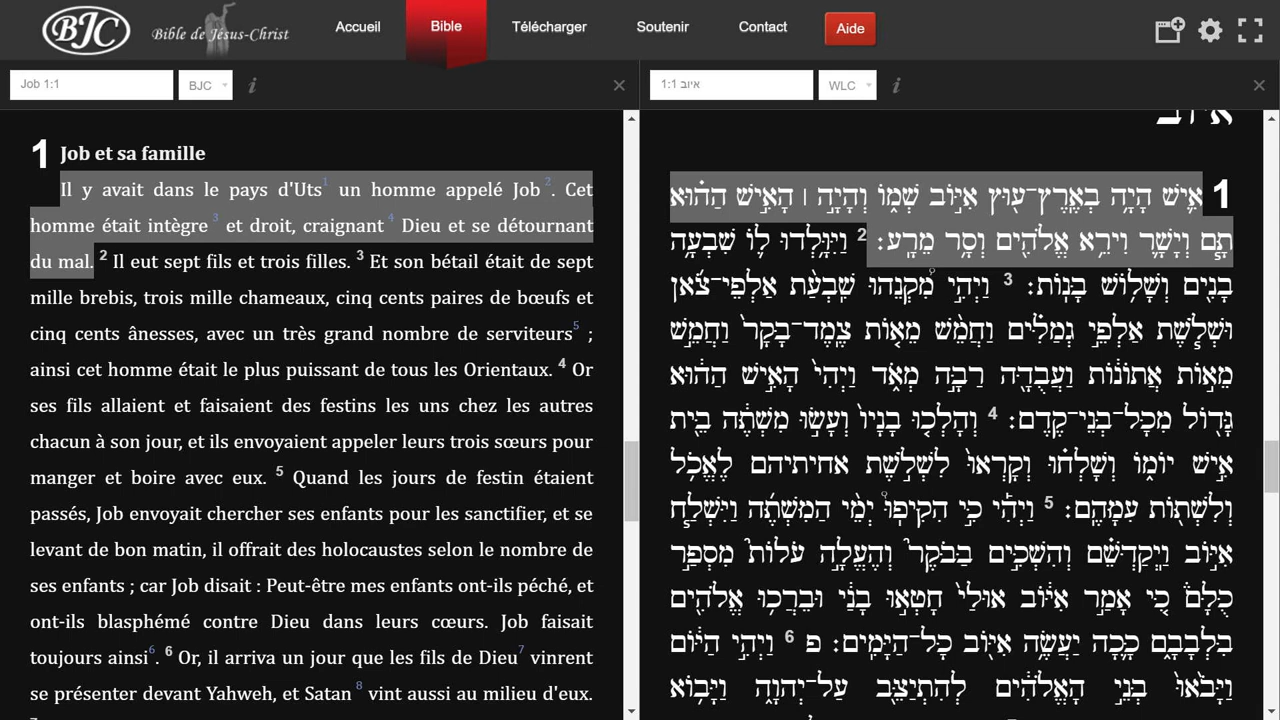 BJC Bible de Jésus-Christ Accueil Bible Télécharger Soutenir Contact Aide
Job 1:1 BJC i
1 Job et sa famille
Il y avait dans le pays d'Uts1 un homme appelé Job 2. Cet
homme était intègre 3 et droit, craignant 4 Dieu et se détournant
du mal. 2 Il eut sept fils et trois filles. 3 Et son bétail était de sept
mille brebis, trois mille chameaux, cinq cents paires de bœufs et
cinq cents ânesses, avec un très grand nombre de serviteurs5 ;
ainsi cet homme était le plus puissant de tous les Orientaux. 4 Or
ses fils allaient et faisaient des festins les uns chez les autres
chacun à son jour, et ils envoyaient appeler leurs trois sœurs pour
manger et boire avec eux. 5 Quand les jours de festin étaient
passés, Job envoyait chercher ses enfants pour les sanctifier, et se
levant de bon matin, il offrait des holocaustes selon le nombre de
ses enfants ; car Job disait : Peut-être mes enfants ont-ils péché, et
ont-ils blasphémé contre Dieu dans leurs cœurs. Job faisait
toujours ainsi6. 6 Or, il arriva un jour que les fils de Dieu7 vinrent
se présenter devant Yahweh, et Satan 8 vint aussi au milieu d'eux.
איוב 1:1 WLC i
איוב
1 אִ֛ישׁ הָיָ֥ה בְאֶֽרֶץ־ע֖וּץ אִיּ֣וֹב שְׁמ֑וֹ וְהָיָ֣ה ׀ הָאִ֣ישׁ הַה֗וּא
תָּ֧ם וְיָשָׁ֛ר וִירֵ֥א אֱלֹהִ֖ים וְסָ֥ר מֵרָֽע׃ 2 וַיִּוָּ֥לְדוּ ל֛וֹ שִׁבְעָ֥ה
בָנִ֖ים וְשָׁל֥וֹשׁ בָּנֽוֹת׃ 3 וַיְהִ֣י מִ֠קְנֵהוּ שִֽׁבְעַ֨ת אַלְפֵי־צֹ֜אן
וּשְׁלֹ֧שֶׁת אַלְפֵ֣י גְמַלִּ֗ים וַחֲמֵ֨שׁ מֵא֤וֹת צֶֽמֶד־בָּקָר֙ וַחֲמֵ֣שׁ
מֵא֣וֹת אֲתוֹנ֔וֹת וַעֲבֻדָּ֖ה רַבָּ֣ה מְאֹ֑ד וַיְהִי֙ הָאִ֣ישׁ הַה֔וּא
גָּד֖וֹל מִכָּל־בְּנֵי־קֶֽדֶם׃ 4 וְהָלְכ֤וּ בָנָיו֙ וְעָשׂ֣וּ מִשְׁתֶּ֔ה בֵּ֖ית
אִ֣ישׁ יוֹמ֑וֹ וְשָׁלְח֗וּ וְקָרְאוּ֙ לִשְׁלֹ֣שֶׁת אחיתיהם לֶאֱכֹ֥ל
וְלִשְׁתּ֖וֹת עִמָּהֶֽם׃ 5 וַיְהִ֡י כִּ֣י הִקִּיפֽוּ֩ יְמֵ֨י הַמִּשְׁתֶּ֜ה וַיִּשְׁלַ֧ח
אִיּ֣וֹב וַֽיְקַדְּשֵׁ֗ם וְהִשְׁכִּ֣ים בַּבֹּקֶר֮ וְהֶעֱלָ֣ה עֹלוֹת֮ מִסְפַּ֣ר
כֻּלָּם֒ כִּ֚י אָמַ֣ר אִיּ֔וֹב אוּלַי֙ חָטְא֣וּ בָנַ֔י וּבֵרֲכ֥וּ אֱלֹהִ֖ים
בִּלְבָבָ֑ם כָּ֛כָה יַעֲשֶׂ֥ה אִיּ֖וֹב כָּל־הַיָּמִֽים׃ פ 6 וַיְהִ֣י הַיּ֔וֹם
וַיָּבֹ֙אוּ֙ בְּנֵ֣י הָאֱלֹהִ֔ים לְהִתְיַצֵּ֖ב עַל־יְהוָ֑ה וַיָּב֥וֹא